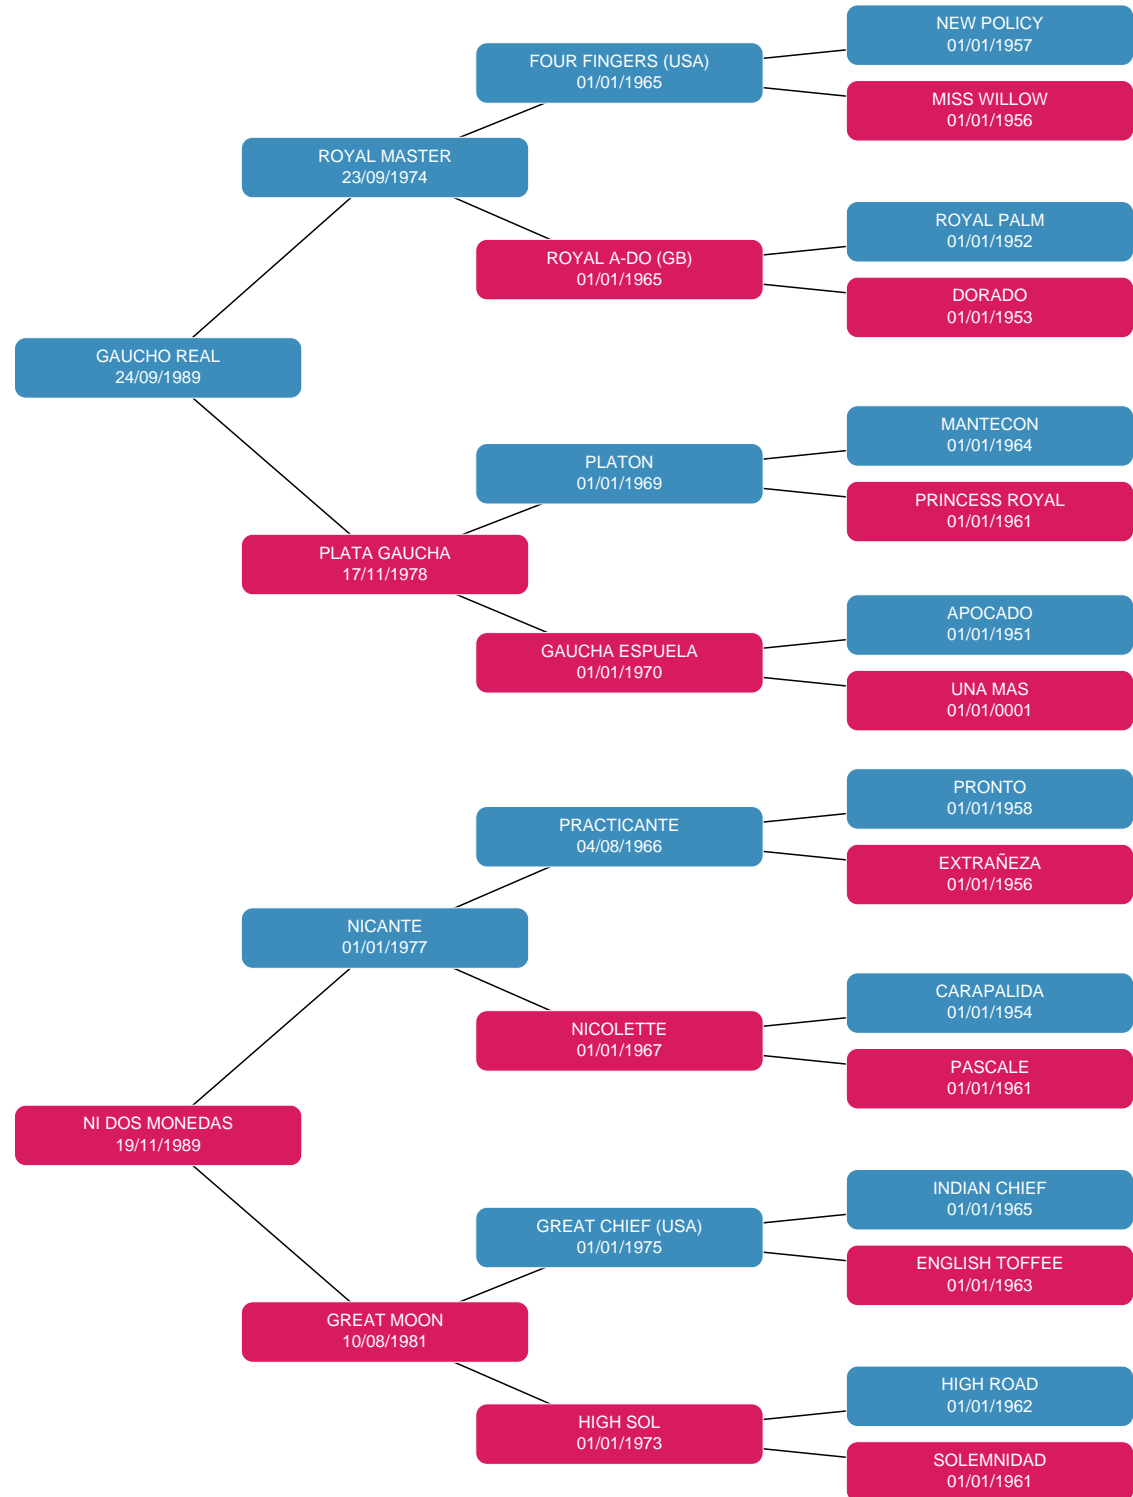 NEW POLICY
01/01/1957
FOUR FINGERS (USA)
01/01/1965
MISS WILLOW
01/01/1956
ROYAL MASTER
23/09/1974
ROYAL PALM
01/01/1952
ROYAL A-DO (GB)
01/01/1965
DORADO
01/01/1953
GAUCHO REAL
24/09/1989
MANTECON
01/01/1964
PLATON
01/01/1969
PRINCESS ROYAL
01/01/1961
PLATA GAUCHA
17/11/1978
APOCADO
01/01/1951
GAUCHA ESPUELA
01/01/1970
UNA MAS
01/01/0001
PRONTO
01/01/1958
PRACTICANTE
04/08/1966
EXTRAÑEZA
01/01/1956
NICANTE
01/01/1977
CARAPALIDA
01/01/1954
NICOLETTE
01/01/1967
PASCALE
01/01/1961
NI DOS MONEDAS
19/11/1989
INDIAN CHIEF
01/01/1965
GREAT CHIEF (USA)
01/01/1975
ENGLISH TOFFEE
01/01/1963
GREAT MOON
10/08/1981
HIGH ROAD
01/01/1962
HIGH SOL
01/01/1973
SOLEMNIDAD
01/01/1961